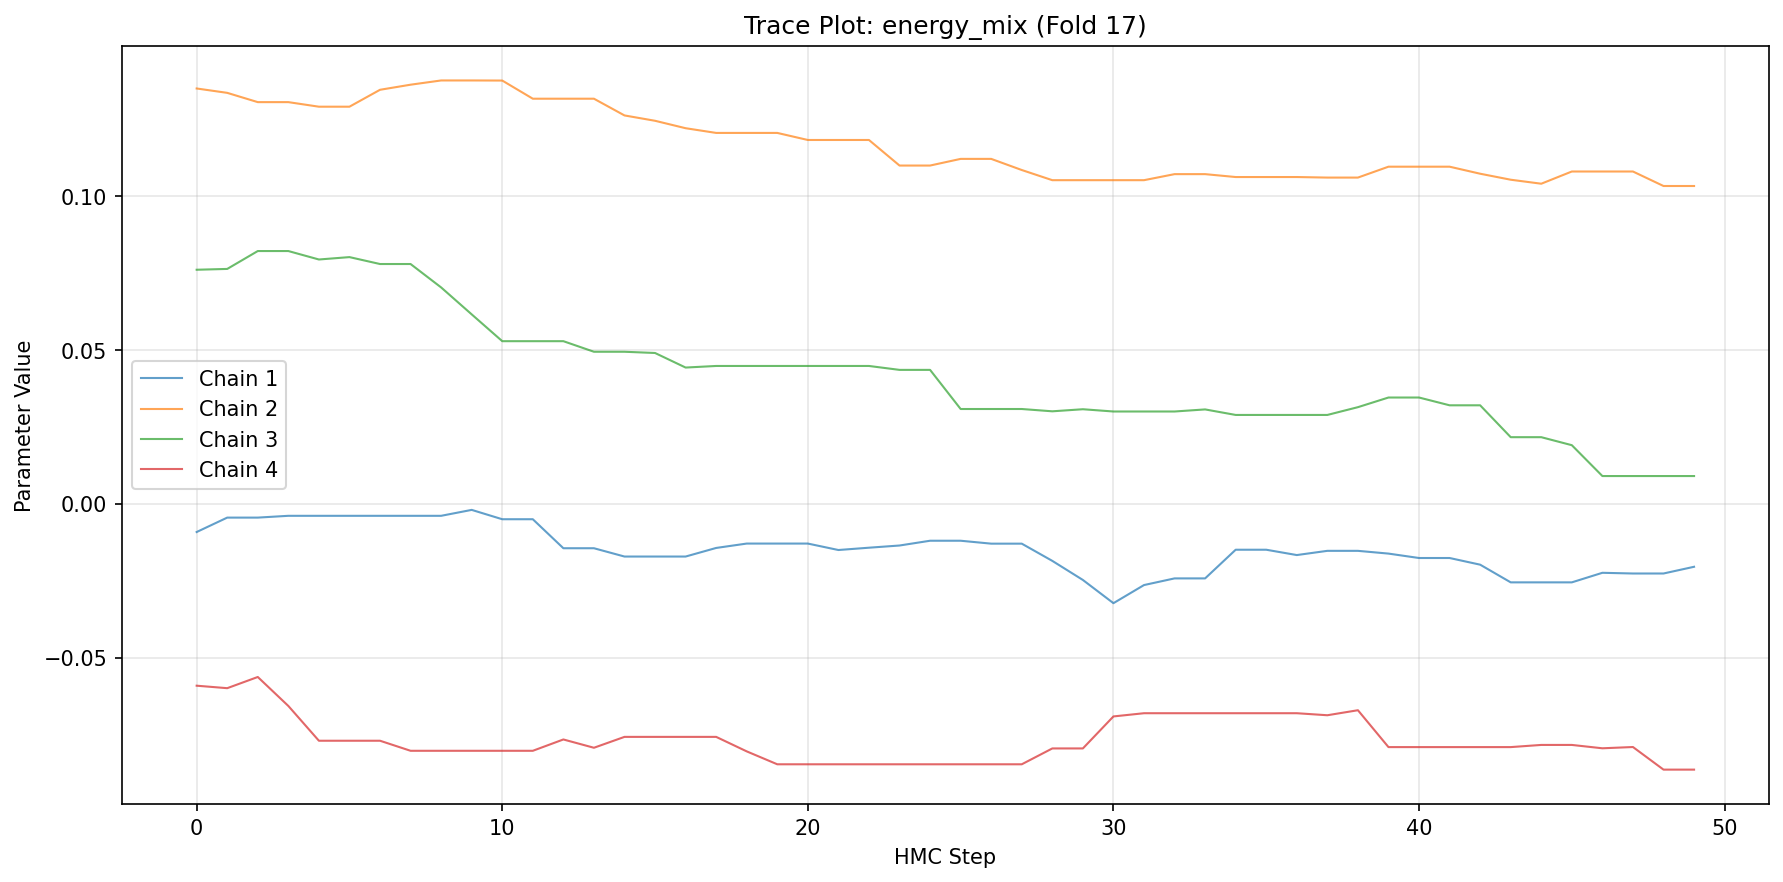 Trace Plot: energy_mix (Fold 17)
Parameter Value
0.10
0.05
0.00
−0.05
Chain 1
Chain 2
Chain 3
Chain 4
0 10 20 30 40 50
HMC Step